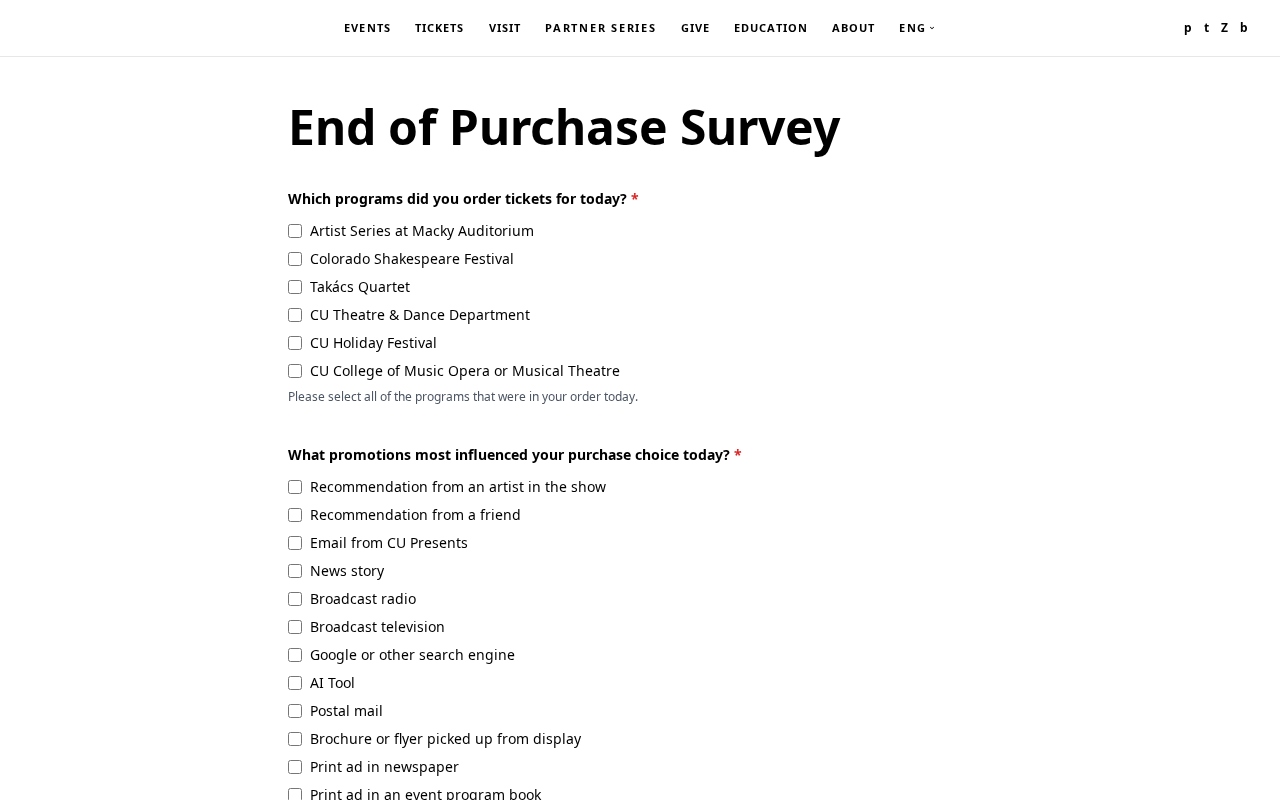 EVENTS TICKETS VISIT PARTNER SERIES GIVE EDUCATION ABOUT ENG p t Z b
End of Purchase Survey
Which programs did you order tickets for today? *
Artist Series at Macky Auditorium
Colorado Shakespeare Festival
Takács Quartet
CU Theatre & Dance Department
CU Holiday Festival
CU College of Music Opera or Musical Theatre
Please select all of the programs that were in your order today.
What promotions most influenced your purchase choice today? *
Recommendation from an artist in the show
Recommendation from a friend
Email from CU Presents
News story
Broadcast radio
Broadcast television
Google or other search engine
AI Tool
Postal mail
Brochure or flyer picked up from display
Print ad in newspaper
Print ad in an event program book